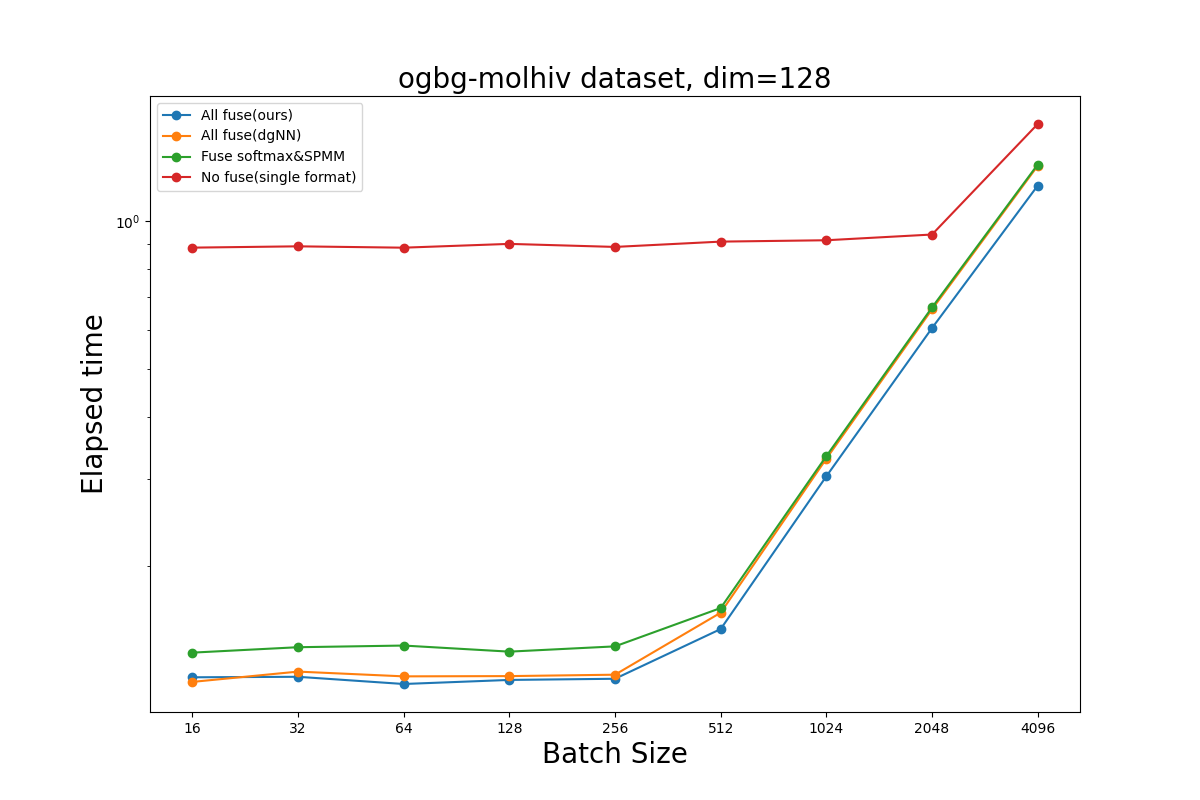 ogbg-molhiv dataset, dim=128
All fuse(ours)
All fuse(dgNN)
Fuse softmax&SPMM
No fuse(single format)
10⁰
Elapsed time
16 32 64 128 256 512 1024 2048 4096
Batch Size